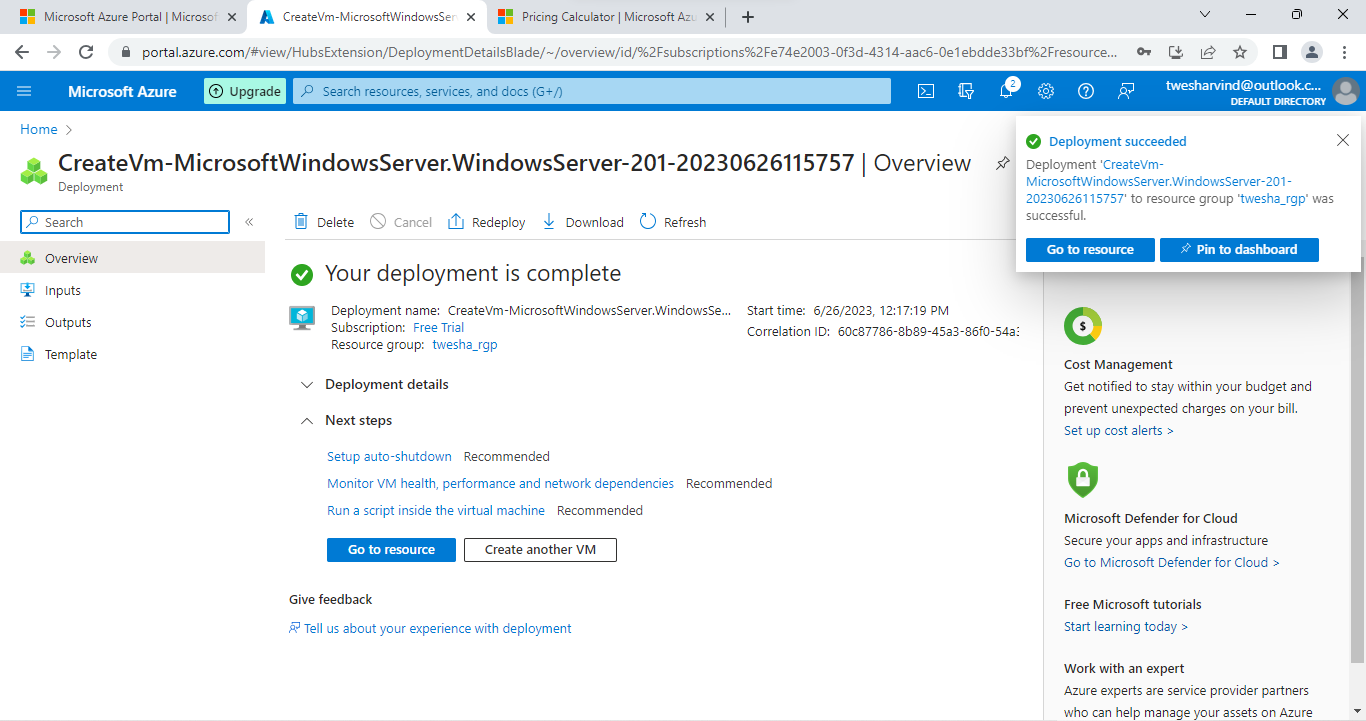 Microsoft Azure Portal | Microsof
CreateVm-MicrosoftWindowsSer
Pricing Calculator | Microsoft Azu
portal.azure.com/#view/HubsExtension/DeploymentDetailsBlade/~/overview/id/%2Fsubscriptions%2Fe74e2003-0f3d-4314-aac6-0e1ebdde33bf%2Fresource...
Microsoft Azure
Upgrade
Search resources, services, and docs (G+/)
2
twesharvind@outlook.c...
DEFAULT DIRECTORY
Home
CreateVm-MicrosoftWindowsServer.WindowsServer-201-20230626115757 | Overview
Deployment
Search
Overview
Inputs
Outputs
Template
Delete
Cancel
Redeploy
Download
Refresh
Your deployment is complete
Deployment name: CreateVm-MicrosoftWindowsServer.WindowsSe...
Subscription: Free Trial
Resource group: twesha_rgp
Start time: 6/26/2023, 12:17:19 PM
Correlation ID: 60c87786-8b89-45a3-86f0-54a3
Deployment details
Next steps
Setup auto-shutdown Recommended
Monitor VM health, performance and network dependencies Recommended
Run a script inside the virtual machine Recommended
Go to resource
Create another VM
Give feedback
Tell us about your experience with deployment
Deployment succeeded
Deployment 'CreateVm-
MicrosoftWindowsServer.WindowsServer-201-
20230626115757' to resource group 'twesha_rgp' was
successful.
Go to resource
Pin to dashboard
$
Cost Management
Get notified to stay within your budget and
prevent unexpected charges on your bill.
Set up cost alerts >
Microsoft Defender for Cloud
Secure your apps and infrastructure
Go to Microsoft Defender for Cloud >
Free Microsoft tutorials
Start learning today >
Work with an expert
Azure experts are service provider partners
who can help manage your assets on Azure